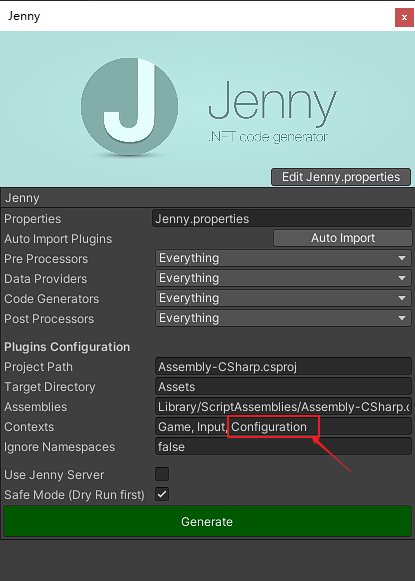 Jenny
x
Jenny
.NET code generator
Edit Jenny.properties
Jenny
Properties Jenny.properties
Auto Import Plugins Auto Import
Pre Processors Everything
Data Providers Everything
Code Generators Everything
Post Processors Everything
Plugins Configuration
Project Path Assembly-CSharp.csproj
Target Directory Assets
Assemblies Library/ScriptAssemblies/Assembly-CSharp.d
Contexts Game, Input, Configuration
Ignore Namespaces false
Use Jenny Server
Safe Mode (Dry Run first)
Generate